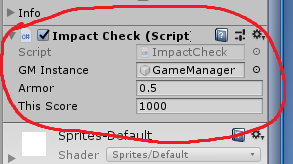 Info
Impact Check (Script)
Script ImpactCheck
GM Instance GameManager
Armor 0.5
This Score 1000
Sprites-Default
Shader Sprites/Default